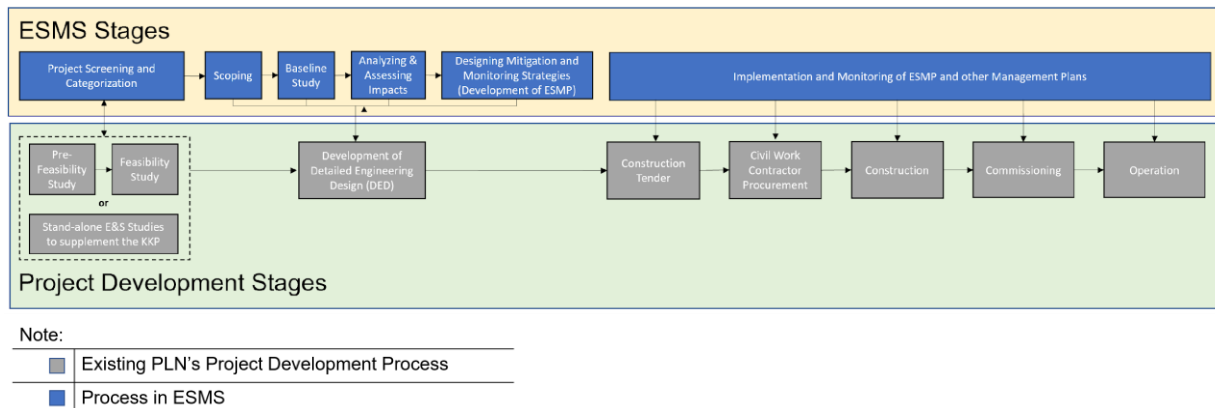 ESMS Stages
Project Screening and
Categorization
Scoping
Baseline
Study
Analyzing &
Assessing
Impacts
Designing Mitigation and
Monitoring Strategies
(Development of ESMP)
Implementation and Monitoring of ESMP and other Management Plans
Pre-
Feasibility
Study
Feasibility
Study
or
Stand-alone E&S Studies
to supplement the KKP
Development of
Detailed Engineering
Design (DED)
Construction
Tender
Civil Work
Contractor
Procurement
Construction
Commissioning
Operation
Project Development Stages
Note:
Existing PLN's Project Development Process
Process in ESMS